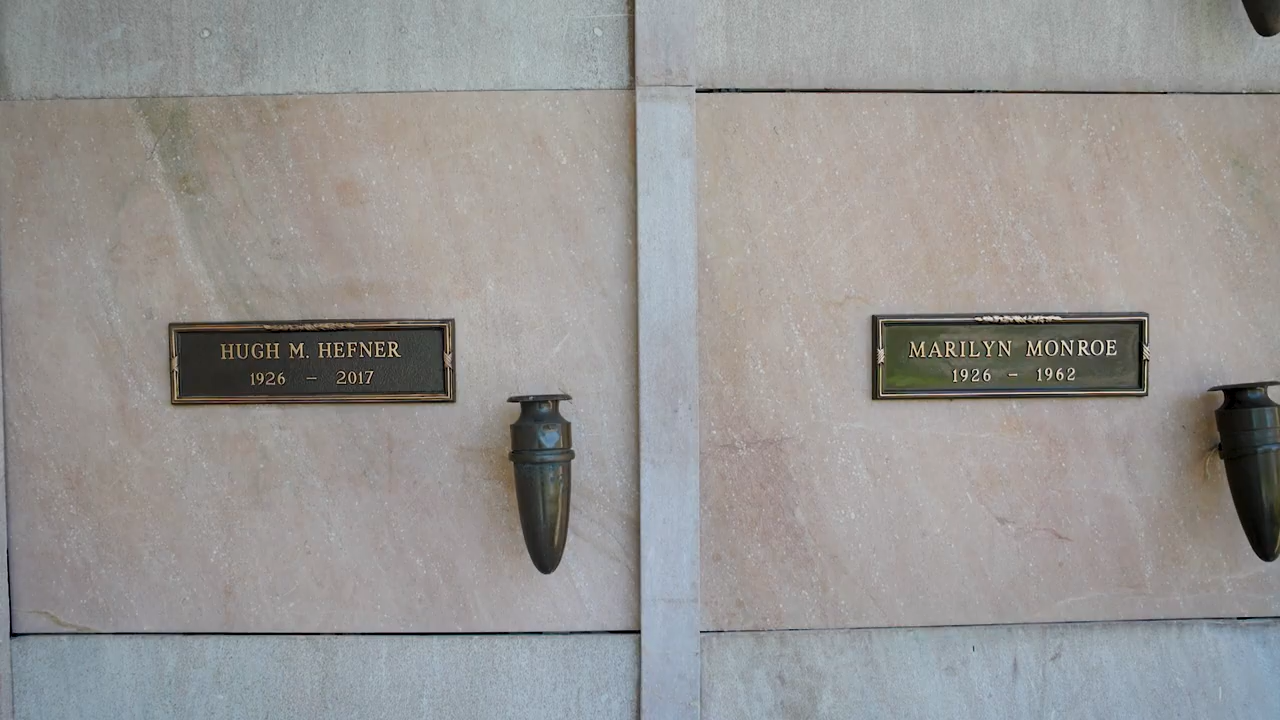 HUGH M. HEFNER
1926 – 2017
MARILYN MONROE
1926 – 1962